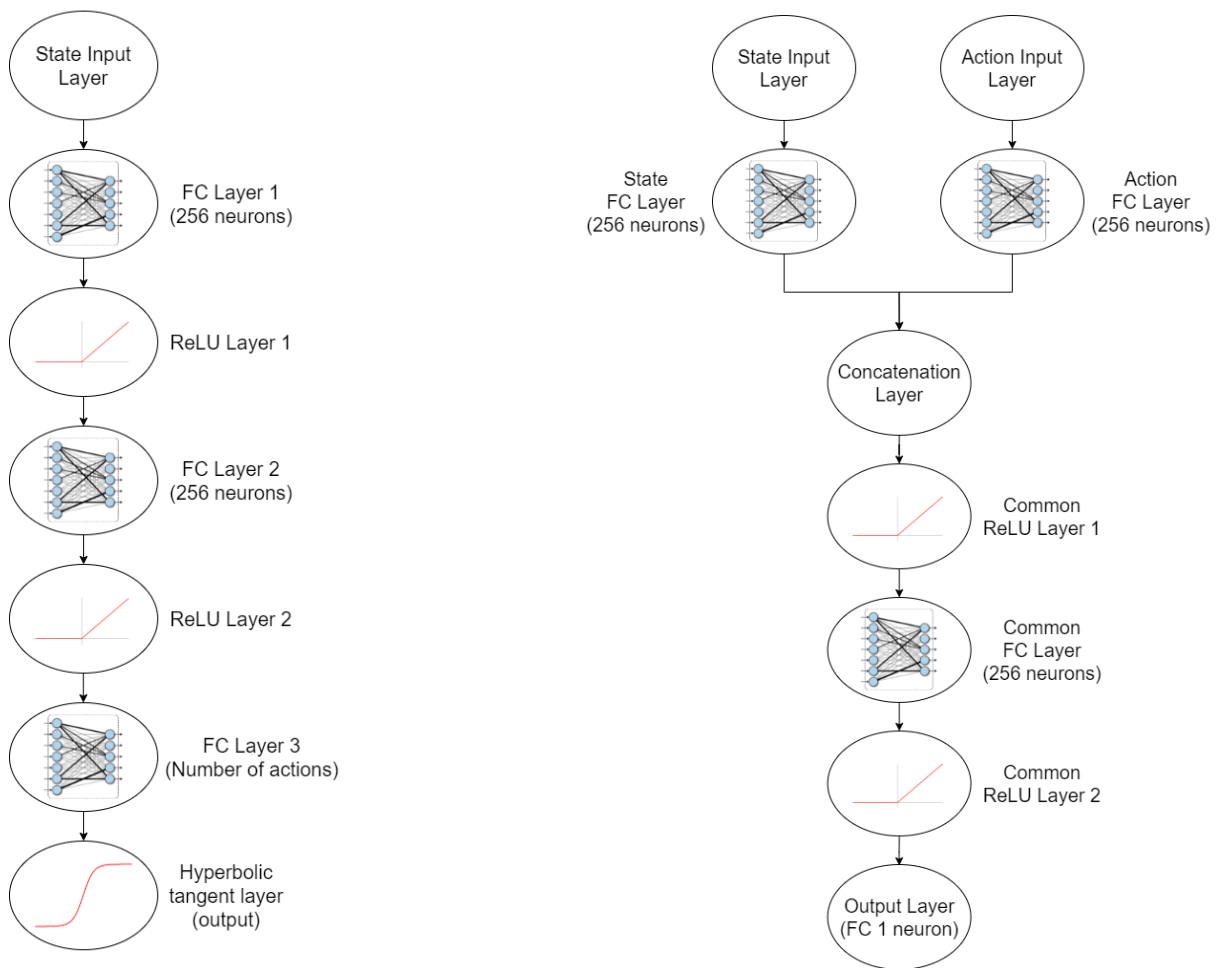 State Input
Layer
FC Layer 1
(256 neurons)
ReLU Layer 1
FC Layer 2
(256 neurons)
ReLU Layer 2
FC Layer 3
(Number of actions)
Hyperbolic
tangent layer
(output)
State Input
Layer
Action Input
Layer
State
FC Layer
(256 neurons)
Action
FC Layer
(256 neurons)
Concatenation
Layer
Common
ReLU Layer 1
Common
FC Layer
(256 neurons)
Common
ReLU Layer 2
Output Layer
(FC 1 neuron)